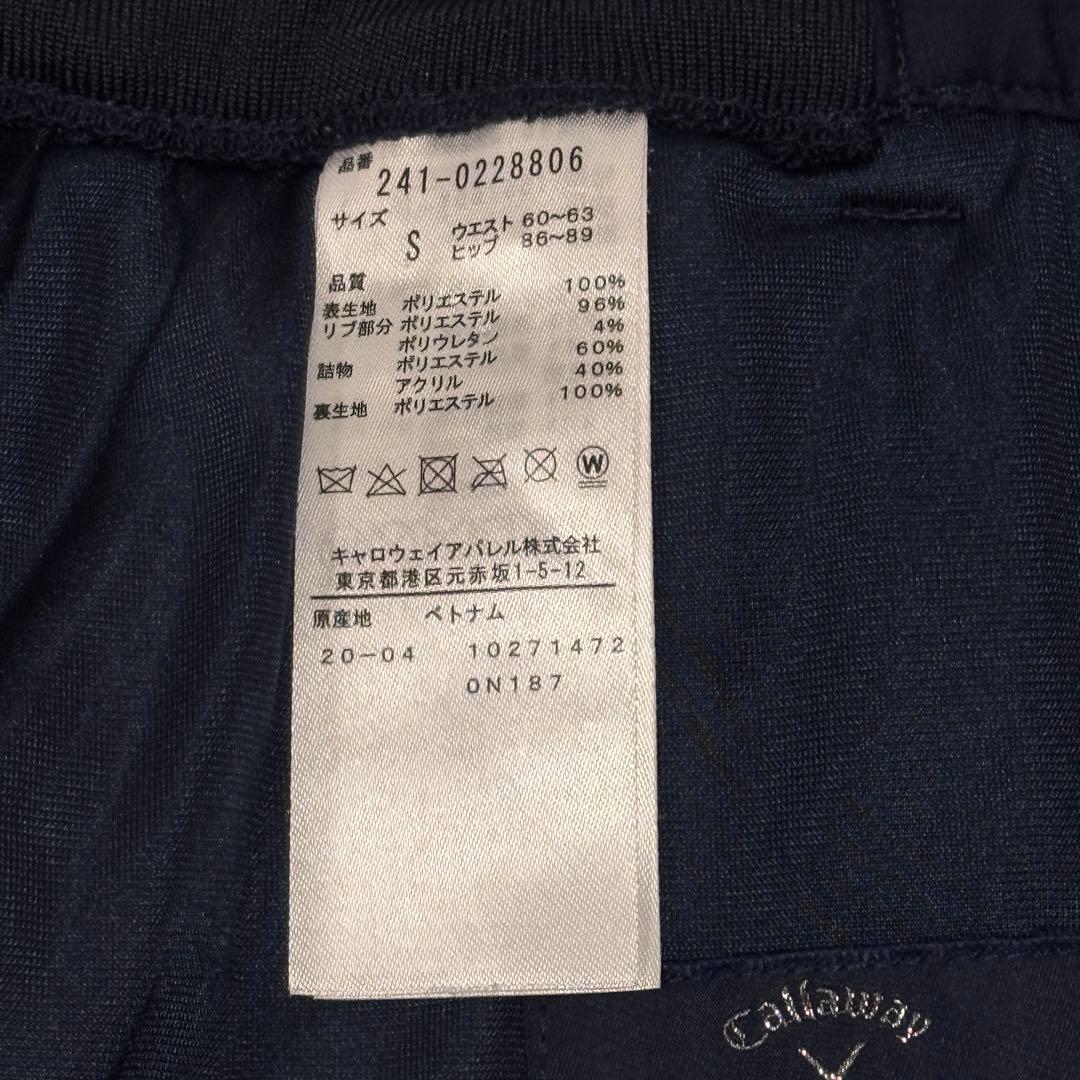 品番 241-0228806
サイズ S ウエスト 60~63
ヒップ 86~89
品質
表生地 ポリエステル 100%
リブ部分 ポリエステル 96%
ポリウレタン 4%
詰物 ポリエステル 60%
アクリル 40%
裏生地 ポリエステル 100%
W
キャロウェイアパレル株式会社
東京都港区元赤坂1-5-12
原産地 ベトナム
20-04 10271472
0N187
Callaway